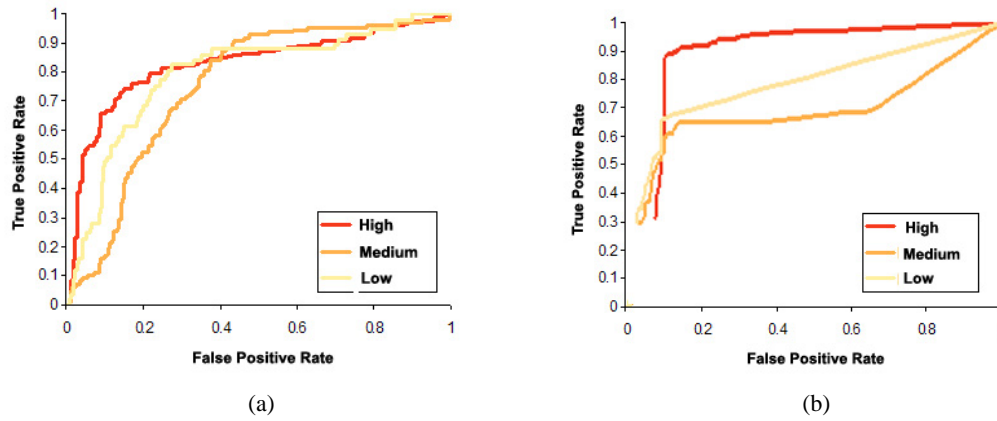 1
0.9
0.8
0.7
0.6
0.5
0.4
0.3
0.2
0.1
0
True Positive Rate
0 0.2 0.4 0.6 0.8 1
False Positive Rate
High
Medium
Low
(a)
1
0.9
0.8
0.7
0.6
0.5
0.4
0.3
0.2
0.1
0
True Positive Rate
0 0.2 0.4 0.6 0.8
False Positive Rate
High
Medium
Low
(b)